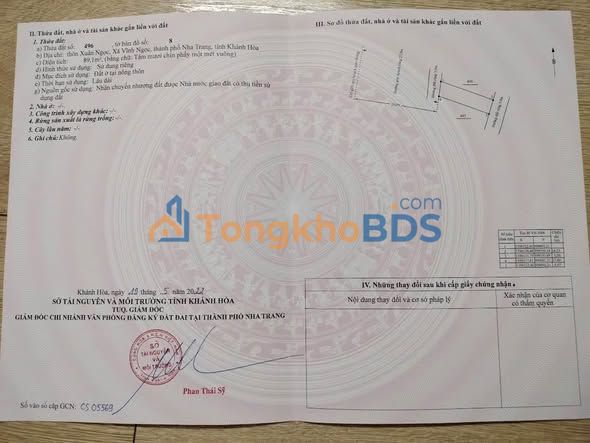 II. Thửa đất, nhà ở và tài sản khác gắn liền với đất
1. Thửa đất:
a) Thửa đất số: 496 , tờ bản đồ số: 8
b) Địa chỉ: thôn Xuân Ngọc, Xã Vĩnh Ngọc, thành phố Nha Trang, tỉnh Khánh Hòa
c) Diện tích: 89,1m², (bằng chữ: Tám mươi chín phẩy một mét vuông)
d) Hình thức sử dụng: Sử dụng riêng
đ) Mục đích sử dụng: Đất ở tại nông thôn
e) Thời hạn sử dụng: Lâu dài
g) Nguồn gốc sử dụng: Nhận chuyển nhượng đất được Nhà nước giao đất có thu tiền sử
dụng đất
2. Nhà ở: -/-
3. Công trình xây dựng khác: -/-
4. Rừng sản xuất là rừng trồng: -/-
5. Cây lâu năm: -/-
6. Ghi chú: Không.
TổngkhoBDS.com
Khánh Hòa, ngày 19 tháng 5 năm 2022
SỞ TÀI NGUYÊN VÀ MÔI TRƯỜNG TỈNH KHÁNH HÒA
TUQ. GIÁM ĐỐC
GIÁM ĐỐC CHI NHÁNH VĂN PHÒNG ĐĂNG KÝ ĐẤT ĐAI TẠI THÀNH PHỐ NHA TRANG
SỞ
TÀI NGUYÊN
VÀ
MÔI TRƯỜNG
Phan Thái Sỹ
Số vào sổ cấp GCN: CS 05569
III. Sơ đồ thửa đất, nhà ở và tài sản khác gắn liền với đất
IV. Những thay đổi sau khi cấp giấy chứng nhận
Nội dung thay đổi và cơ sở pháp lý
Xác nhận của cơ quan
có thẩm quyền